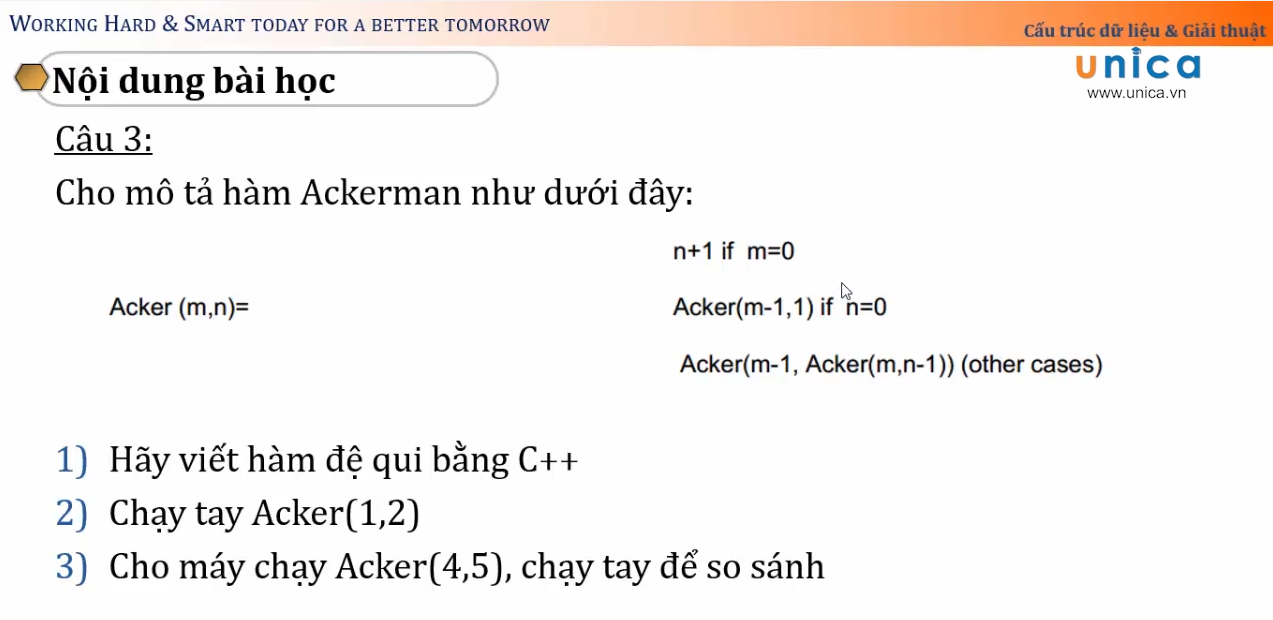 WORKING HARD & SMART TODAY FOR A BETTER TOMORROW
Cấu trúc dữ liệu & Giải thuật
unica
www.unica.vn
Nội dung bài học
Câu 3:
Cho mô tả hàm Ackerman như dưới đây:
n+1 if m=0
Acker (m,n)=
Acker(m-1,1) if n=0
Acker(m-1, Acker(m,n-1)) (other cases)
1) Hãy viết hàm đệ qui bằng C++
2) Chạy tay Acker(1,2)
3) Cho máy chạy Acker(4,5), chạy tay để so sánh